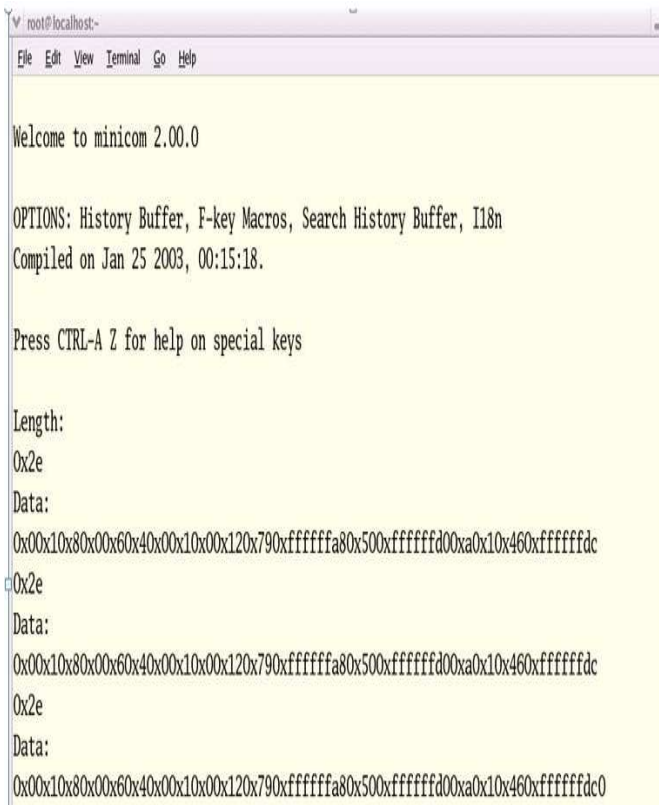 root@localhost:~
File Edit View Terminal Go Help
Welcome to minicom 2.00.0
OPTIONS: History Buffer, F-key Macros, Search History Buffer, I18n
Compiled on Jan 25 2003, 00:15:18.
Press CTRL-A Z for help on special keys
Length:
0x2e
Data:
0x00x10x80x00x60x40x00x10x00x120x790xffffffa80x500xffffffd00xa0x10x460xffffffdc
0x2e
Data:
0x00x10x80x00x60x40x00x10x00x120x790xffffffa80x500xffffffd00xa0x10x460xffffffdc
0x2e
Data:
0x00x10x80x00x60x40x00x10x00x120x790xffffffa80x500xffffffd00xa0x10x460xffffffdc0